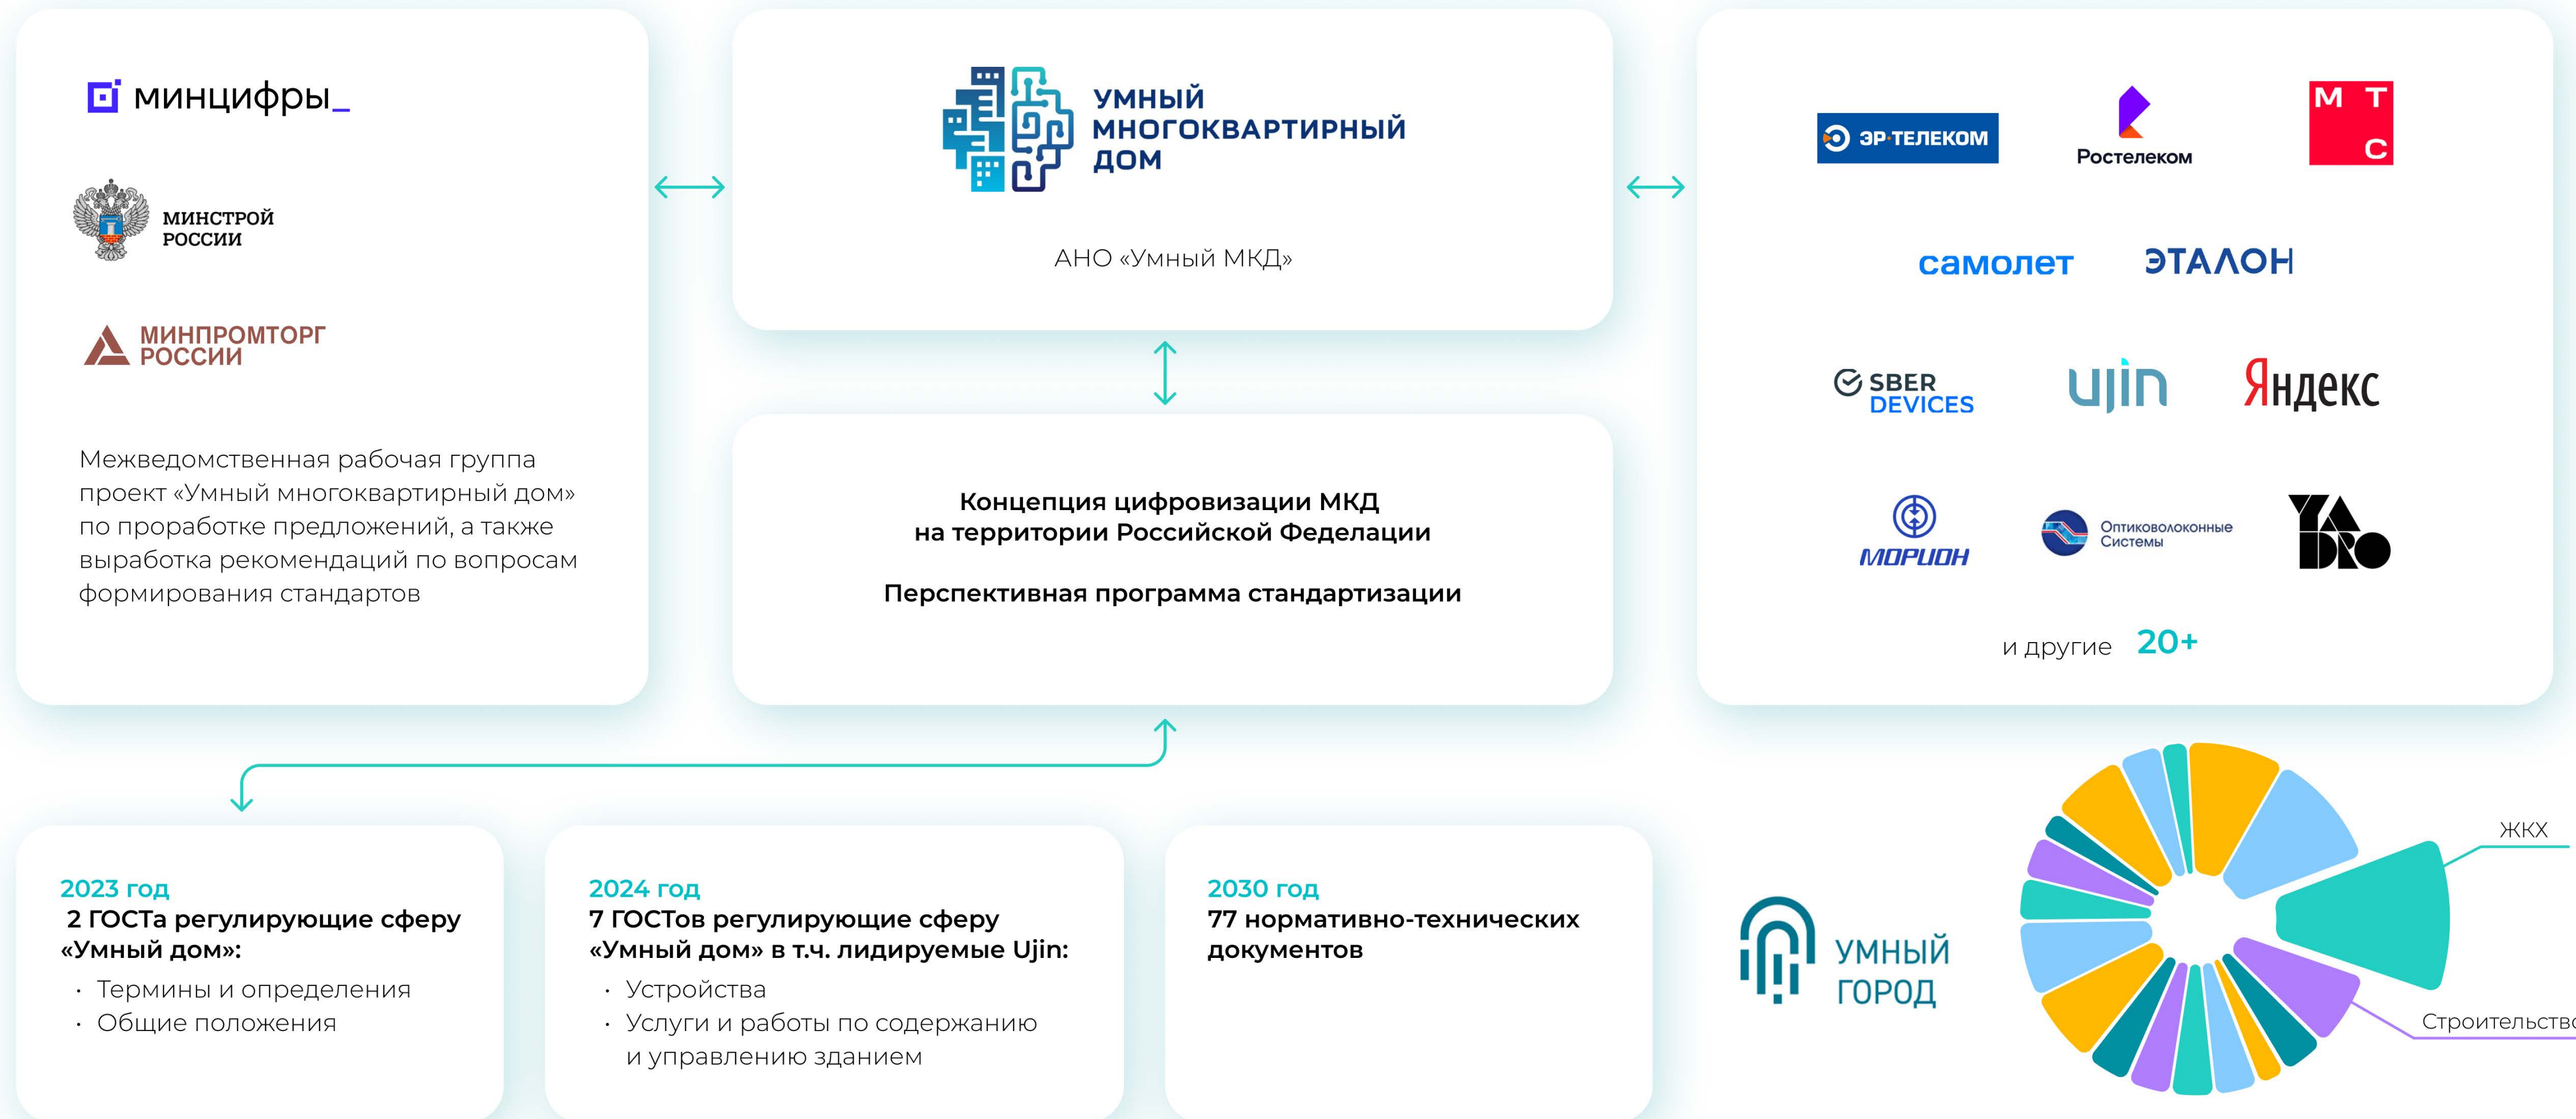 минцифры_
МИНСТРОЙ
РОССИИ
МИНПРОМТОРГ
РОССИИ
Межведомственная рабочая группа
проект «Умный многоквартирный дом»
по проработке предложений, а также
выработка рекомендаций по вопросам
формирования стандартов
УМНЫЙ
МНОГОКВАРТИРНЫЙ
ДОМ
АНО «Умный МКД»
Концепция цифровизации МКД
на территории Российской Феделации
Перспективная программа стандартизации
ЭР-ТЕЛЕКОМ
Ростелеком
МТС
самолет
ЭТАЛОН
SBER
DEVICES
ujin
Яндекс
МОРИОН
Оптиковолоконные
Системы
YADRO
и другие 20+
2023 год
2 ГОСТа регулирующие сферу
«Умный дом»:
· Термины и определения
· Общие положения
2024 год
7 ГОСТов регулирующие сферу
«Умный дом» в т.ч. лидируемые Ujin:
· Устройства
· Услуги и работы по содержанию
и управлению зданием
2030 год
77 нормативно-технических
документов
УМНЫЙ
ГОРОД
ЖКХ
Строительство